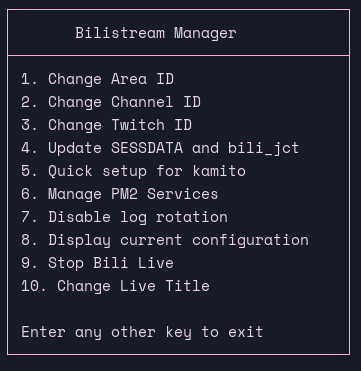 Bilistream Manager
1. Change Area ID
2. Change Channel ID
3. Change Twitch ID
4. Update SESSDATA and bili_jct
5. Quick setup for kamito
6. Manage PM2 Services
7. Disable log rotation
8. Display current configuration
9. Stop Bili Live
10. Change Live Title
Enter any other key to exit